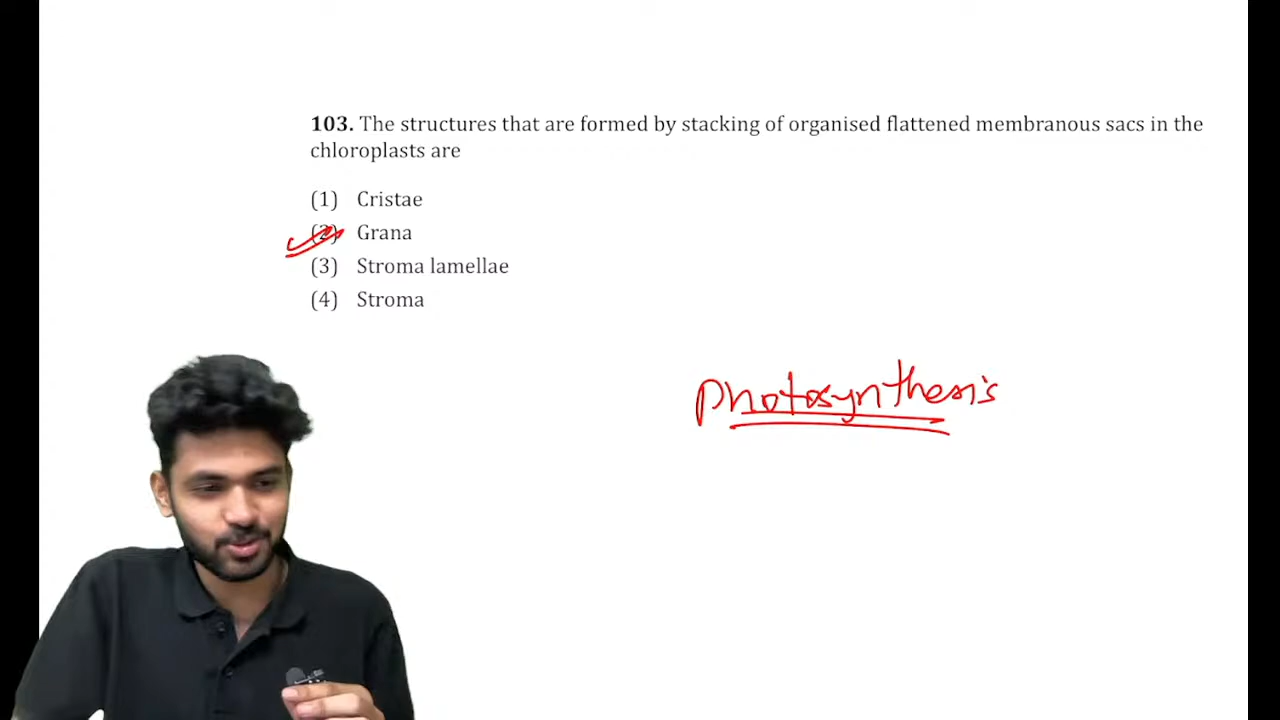 103. The structures that are formed by stacking of organised flattened membranous sacs in the
chloroplasts are
(1) Cristae
(2) Grana
(3) Stroma lamellae
(4) Stroma
photosynthesis